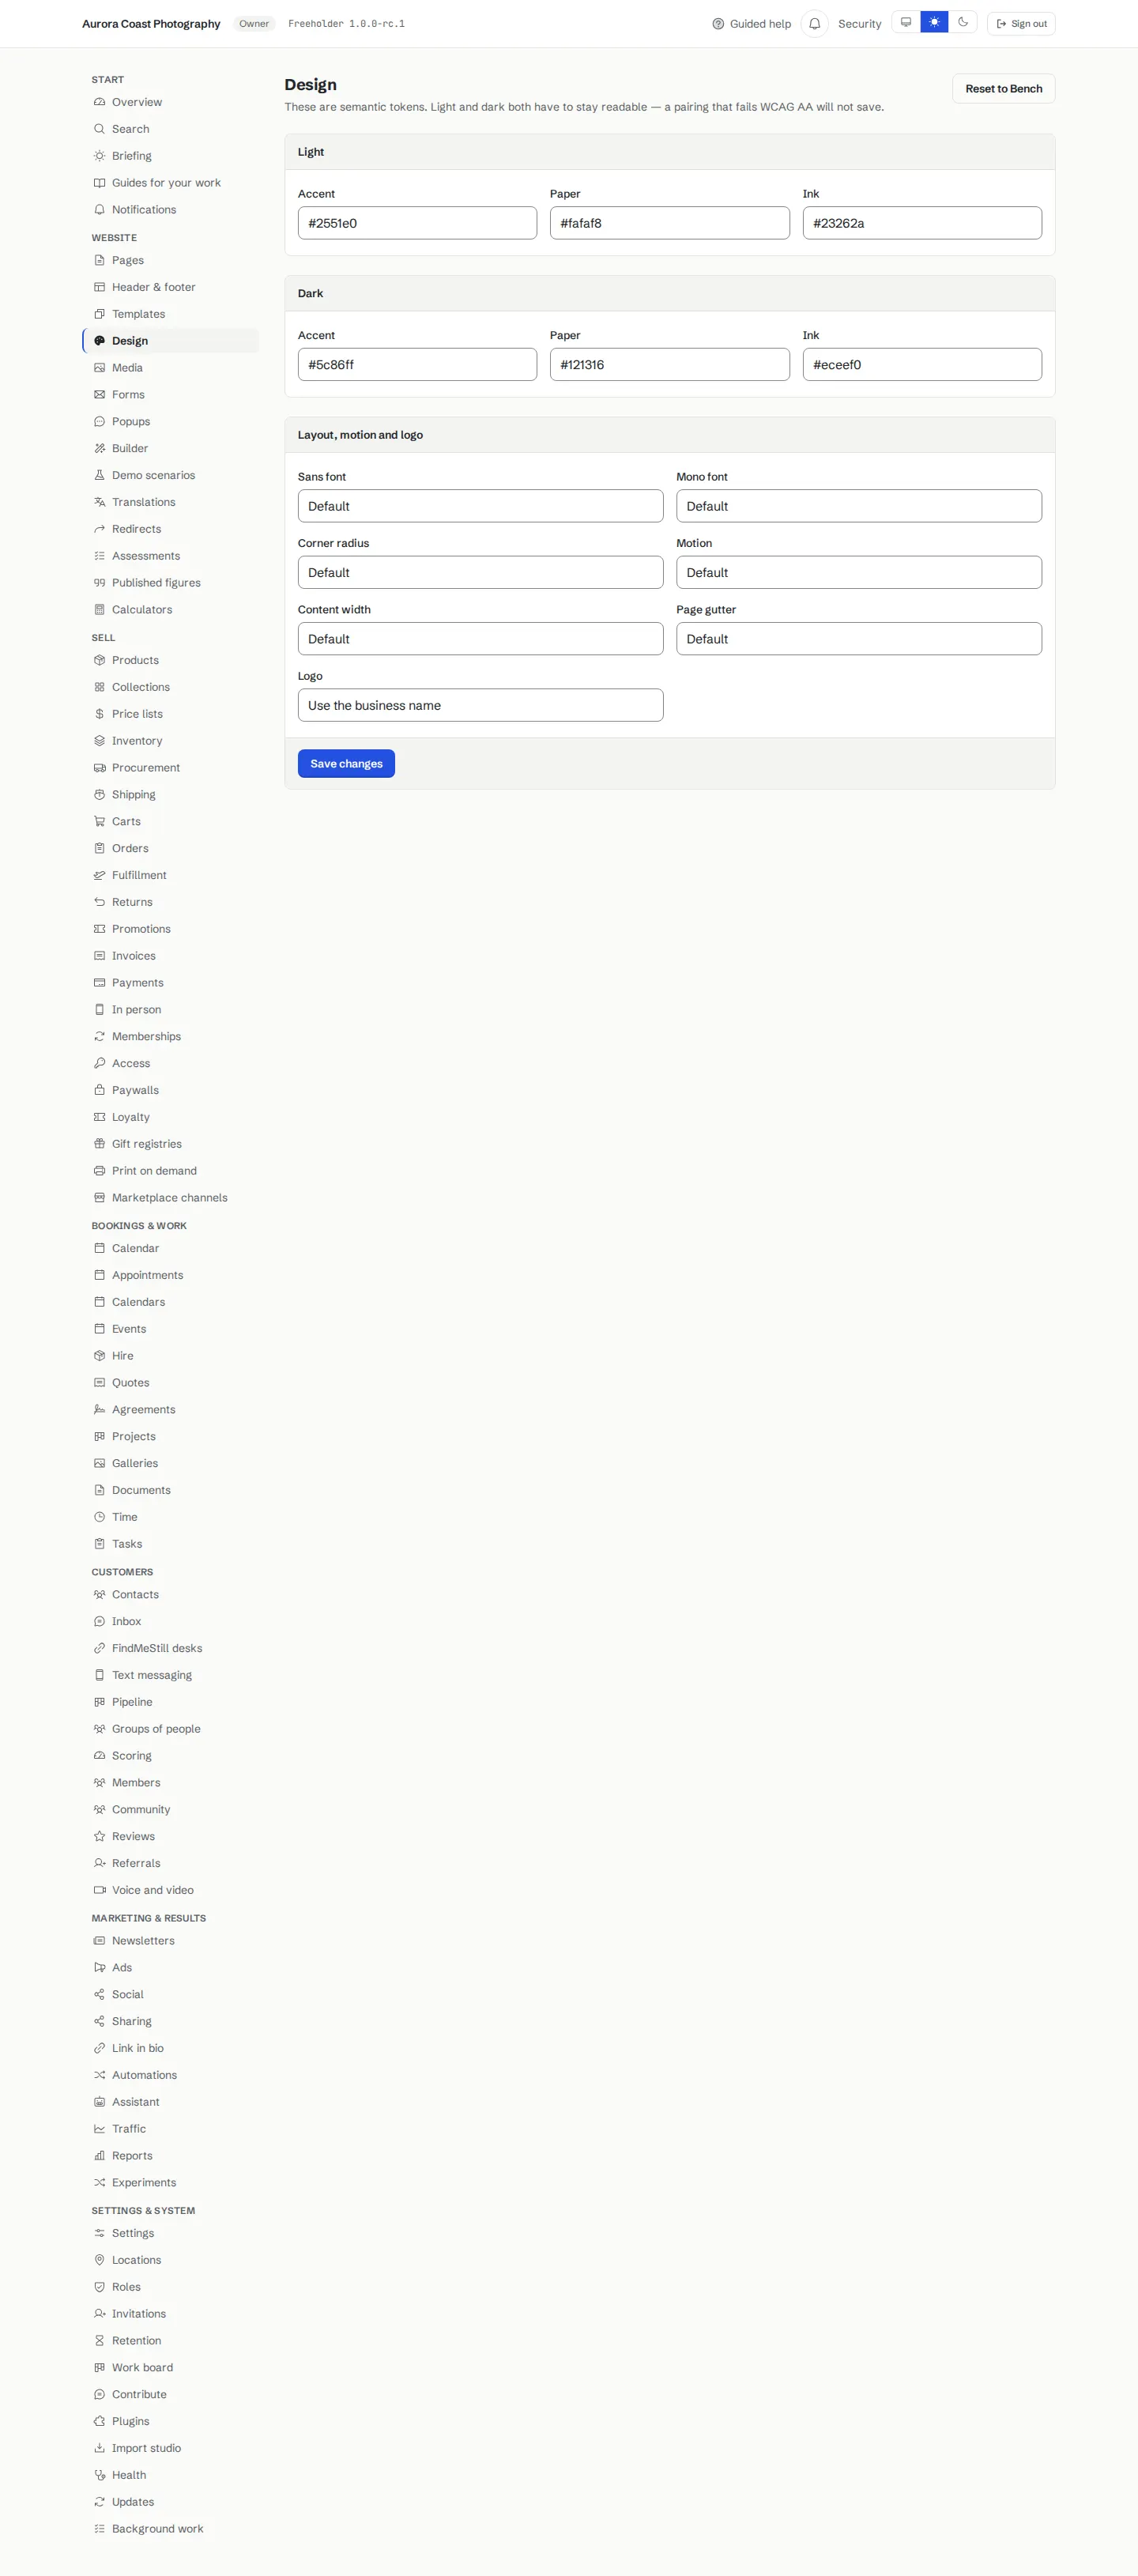 Aurora Coast Photography Owner Freeholder 1.0.0-rc.1 Guided help Security Sign out
START
Overview
Search
Briefing
Guides for your work
Notifications
WEBSITE
Pages
Header & footer
Templates
Design
Media
Forms
Popups
Builder
Demo scenarios
Translations
Redirects
Assessments
Published figures
Calculators
SELL
Products
Collections
Price lists
Inventory
Procurement
Shipping
Carts
Orders
Fulfillment
Returns
Promotions
Invoices
Payments
In person
Memberships
Access
Paywalls
Loyalty
Gift registries
Print on demand
Marketplace channels
BOOKINGS & WORK
Calendar
Appointments
Calendars
Events
Hire
Quotes
Agreements
Projects
Galleries
Documents
Time
Tasks
CUSTOMERS
Contacts
Inbox
FindMeStill desks
Text messaging
Pipeline
Groups of people
Scoring
Members
Community
Reviews
Referrals
Voice and video
MARKETING & RESULTS
Newsletters
Ads
Social
Sharing
Link in bio
Automations
Assistant
Traffic
Reports
Experiments
SETTINGS & SYSTEM
Settings
Locations
Roles
Invitations
Retention
Work board
Contribute
Plugins
Import studio
Health
Updates
Background work
Design
These are semantic tokens. Light and dark both have to stay readable — a pairing that fails WCAG AA will not save.
Reset to Bench
Light
Accent Paper Ink
#2551e0 #fafaf8 #23262a
Dark
Accent Paper Ink
#5c86ff #121316 #eceef0
Layout, motion and logo
Sans font Mono font
Default Default
Corner radius Motion
Default Default
Content width Page gutter
Default Default
Logo
Use the business name
Save changes